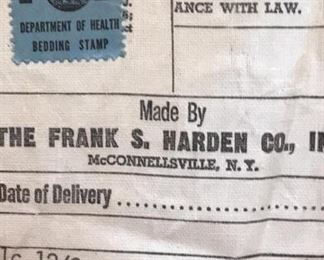 ANCE WITH LAW.
DEPARTMENT OF HEALTH
BEDDING STAMP
Made By
THE FRANK S. HARDEN CO., IN
McCONNELLSVILLE, N. Y.
Date of Delivery